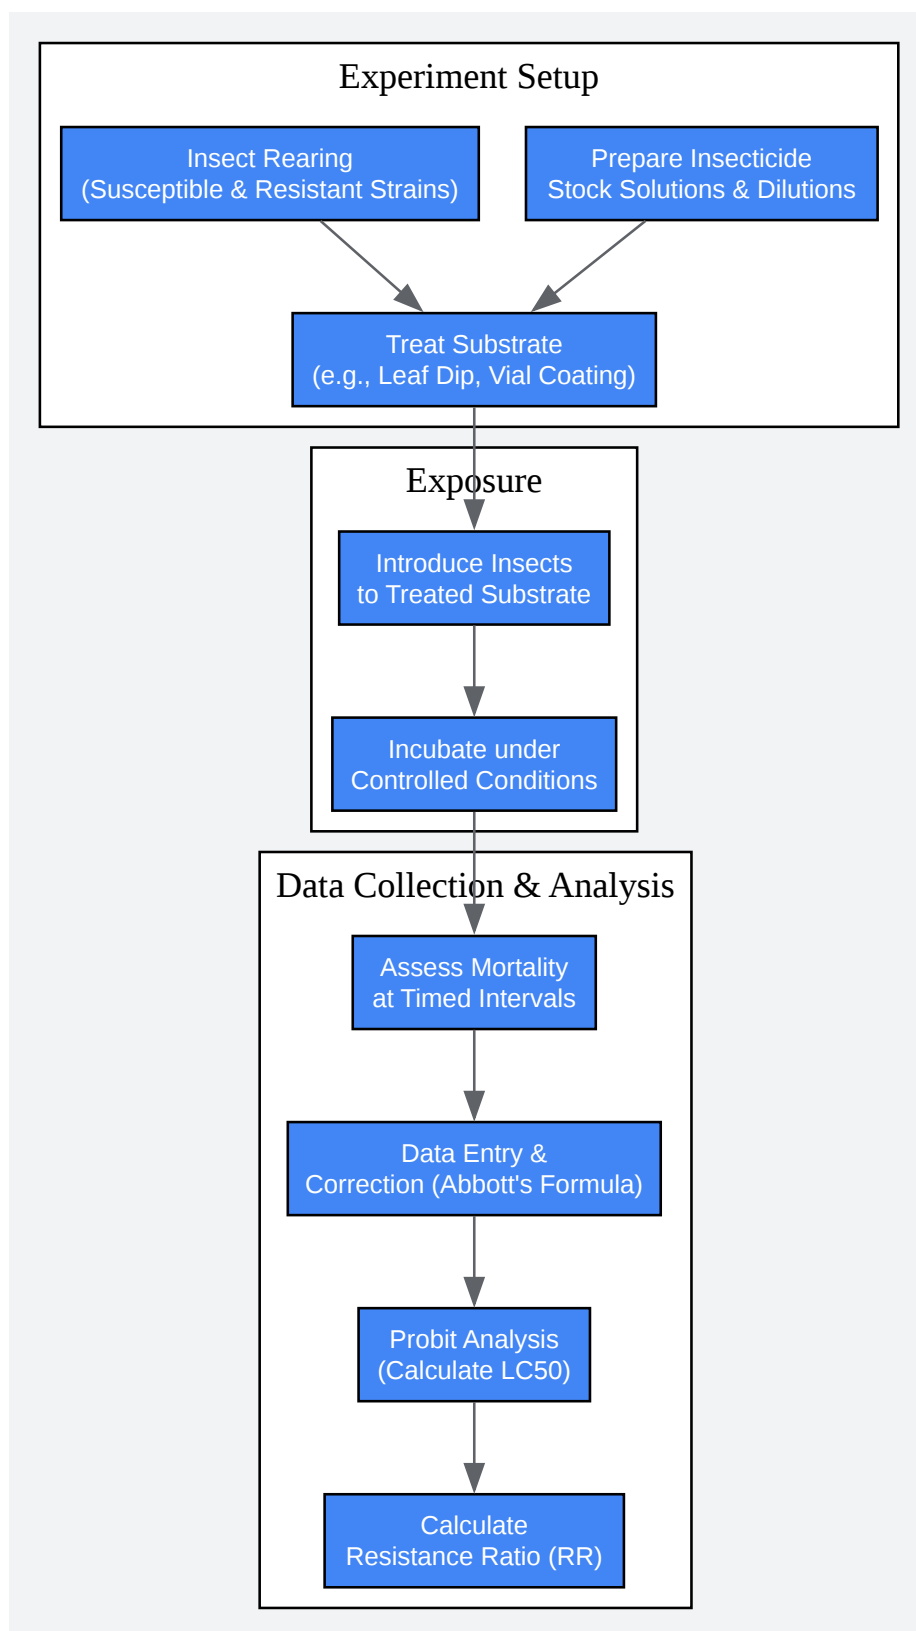 Experiment Setup
Insect Rearing
(Susceptible & Resistant Strains)
Prepare Insecticide
Stock Solutions & Dilutions
Treat Substrate
(e.g., Leaf Dip, Vial Coating)
Exposure
Introduce Insects
to Treated Substrate
Incubate under
Controlled Conditions
Data Collection & Analysis
Assess Mortality
at Timed Intervals
Data Entry &
Correction (Abbott's Formula)
Probit Analysis
(Calculate LC50)
Calculate
Resistance Ratio (RR)